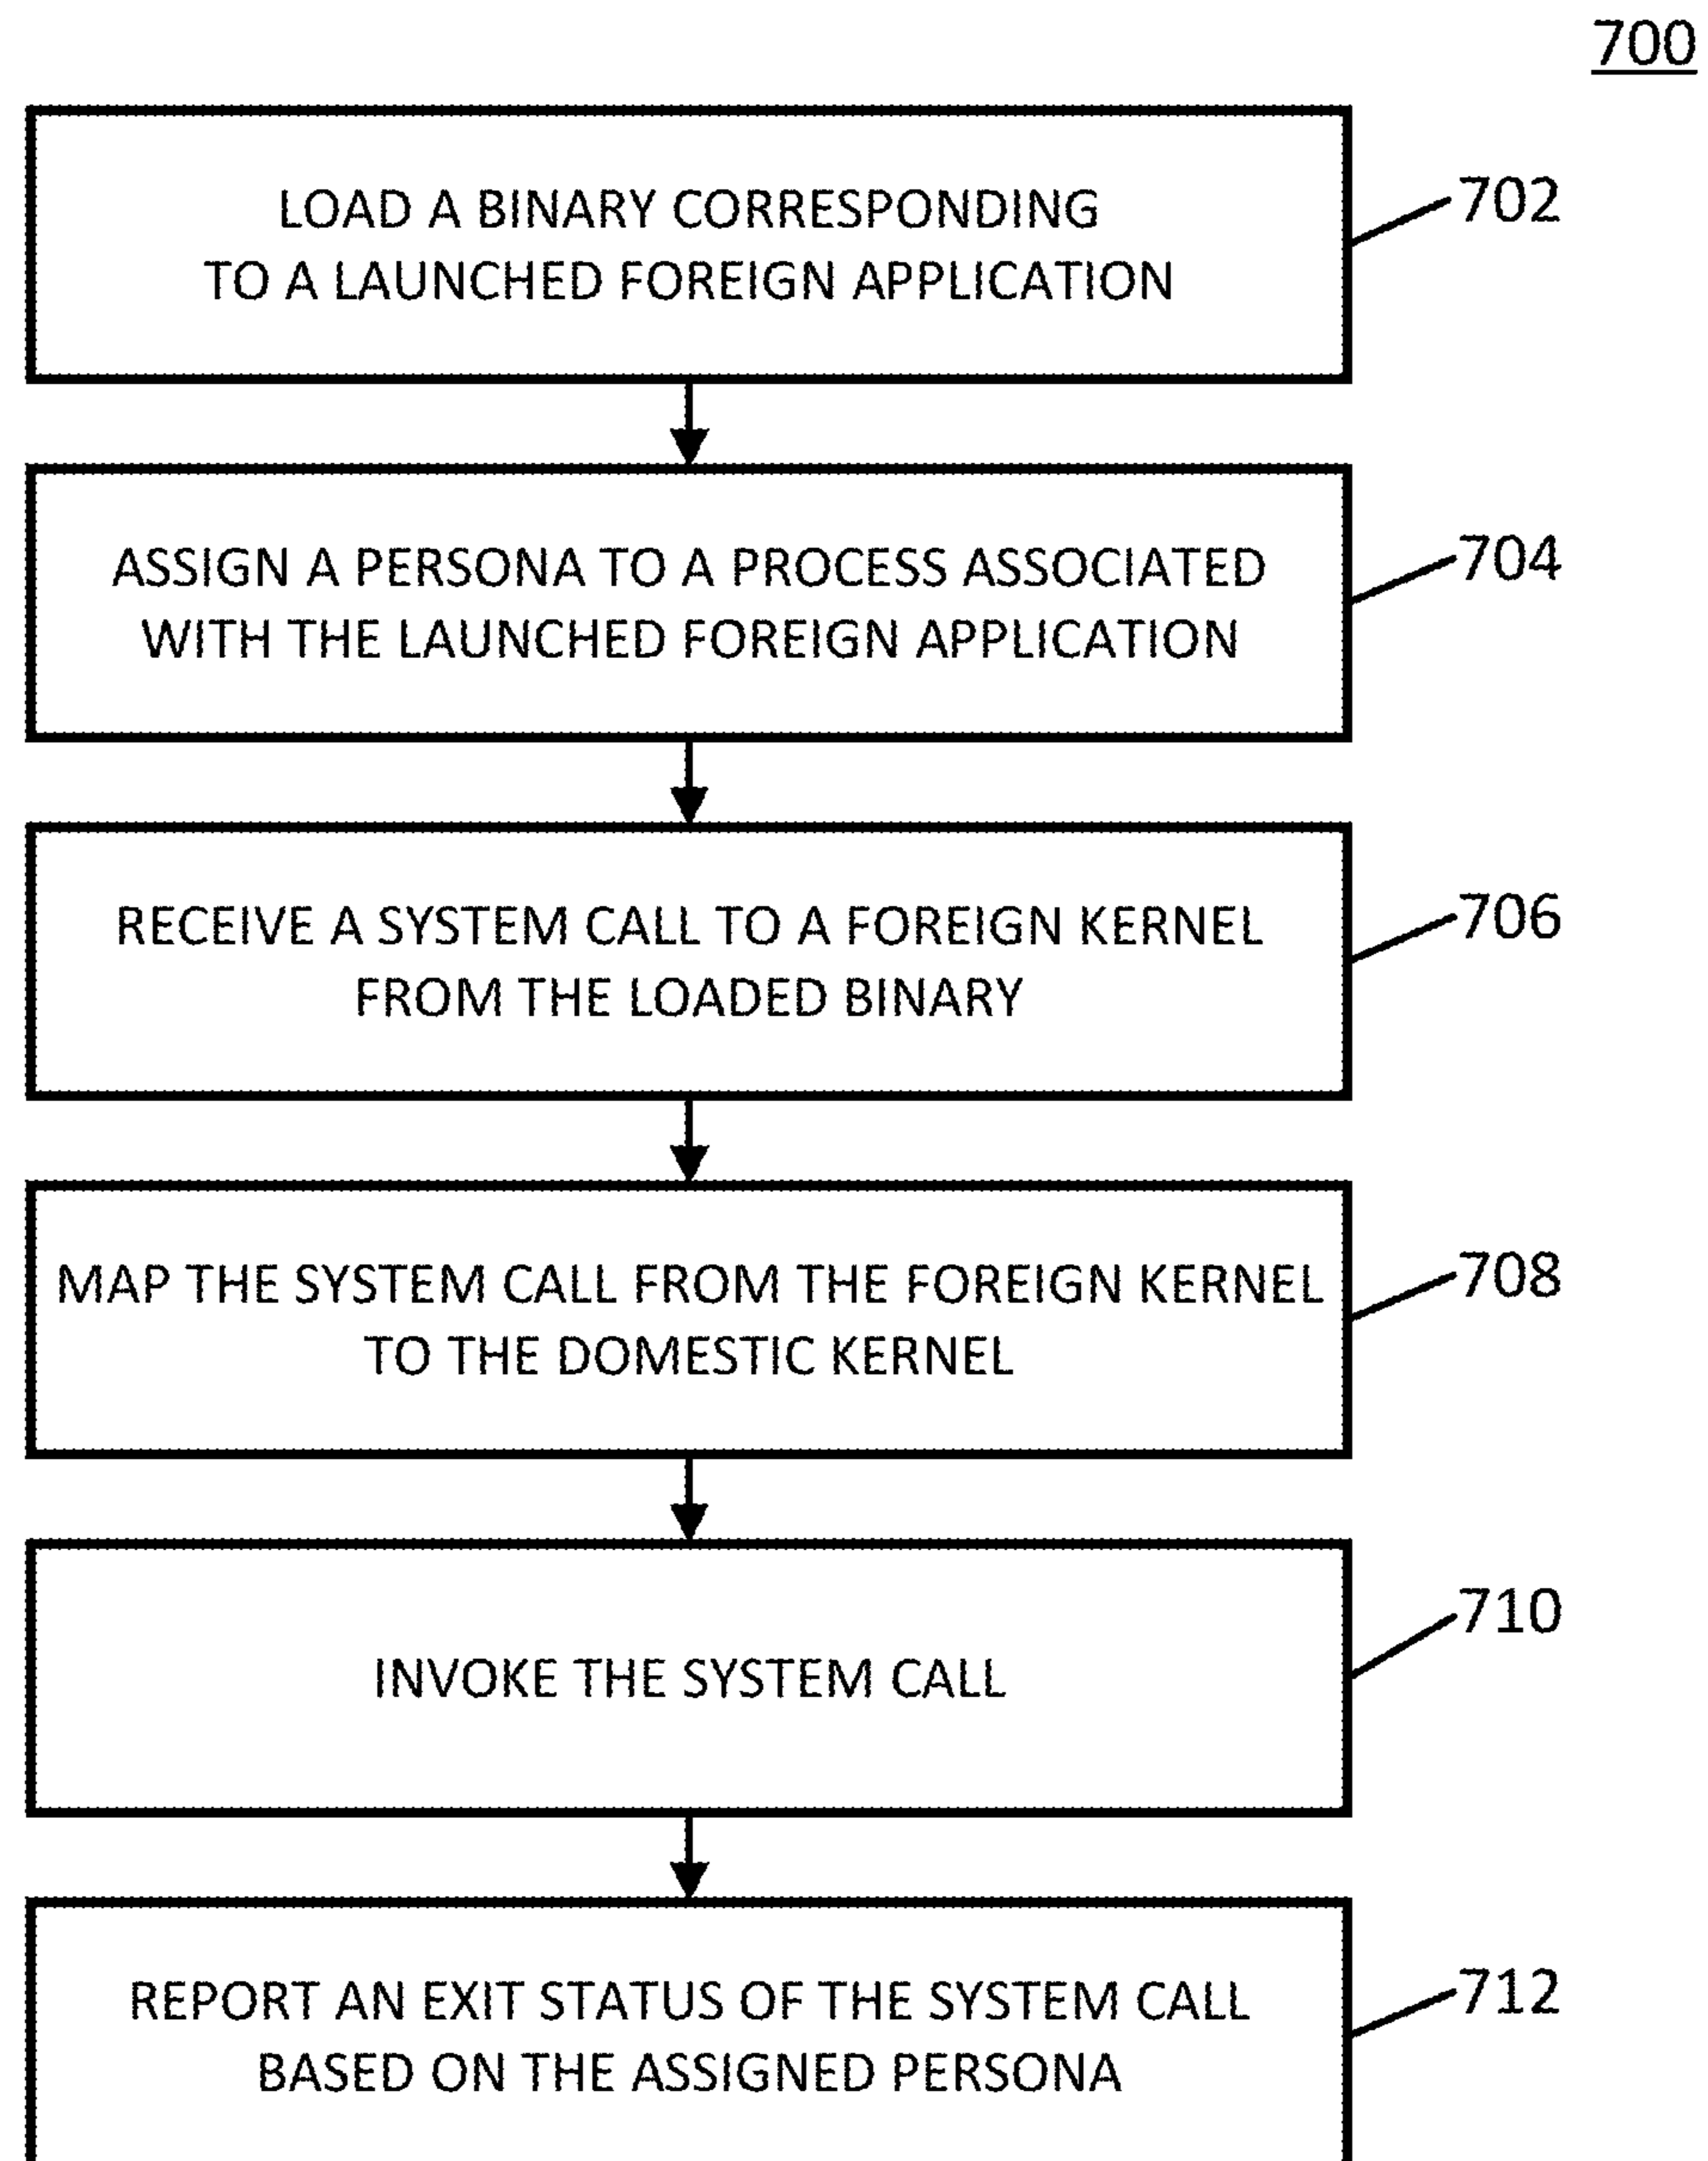 700
LOAD A BINARY CORRESPONDING
TO A LAUNCHED FOREIGN APPLICATION
702
ASSIGN A PERSONA TO A PROCESS ASSOCIATED
WITH THE LAUNCHED FOREIGN APPLICATION
704
RECEIVE A SYSTEM CALL TO A FOREIGN KERNEL
FROM THE LOADED BINARY
706
MAP THE SYSTEM CALL FROM THE FOREIGN KERNEL
TO THE DOMESTIC KERNEL
708
INVOKE THE SYSTEM CALL
710
REPORT AN EXIT STATUS OF THE SYSTEM CALL
BASED ON THE ASSIGNED PERSONA
712